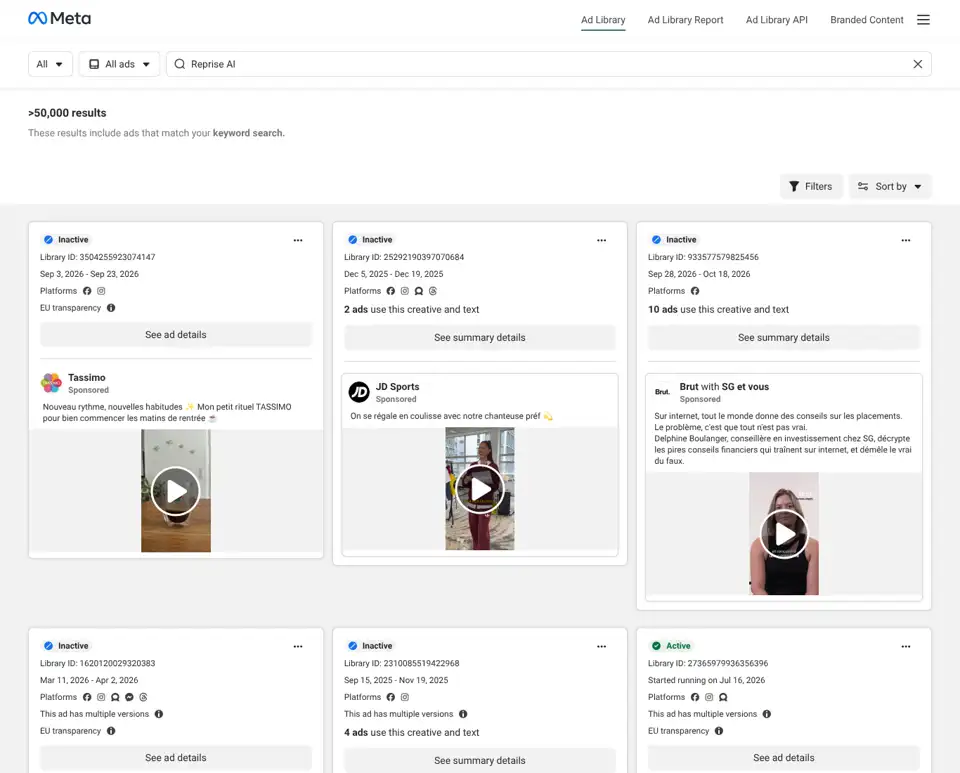 Meta
Ad Library Ad Library Report Ad Library API Branded Content
All All ads Reprise AI
>50,000 results
These results include ads that match your keyword search.
Filters Sort by
Inactive
Library ID: 3504255923074147
Sep 3, 2026 - Sep 23, 2026
Platforms
EU transparency
See ad details
Tassimo
Sponsored
Nouveau rythme, nouvelles habitudes ✨ Mon petit rituel TASSIMO
pour bien commencer les matins de rentrée ☕
Inactive
Library ID: 25292190397070684
Dec 5, 2025 - Dec 19, 2025
Platforms
2 ads use this creative and text
See summary details
JD
JD Sports
Sponsored
On se régale en coulisse avec notre chanteuse préf 💫
Inactive
Library ID: 933577579825456
Sep 28, 2026 - Oct 18, 2026
Platforms
10 ads use this creative and text
See summary details
Brut.
Brut with SG et vous
Sponsored
Sur internet, tout le monde donne des conseils sur les placements.
Le problème, c'est que tout n'est pas vrai.
Delphine Boulanger, conseillère en investissement chez SG, décrypte
les pires conseils financiers qui traînent sur internet, et démêle le vrai
du faux.
Inactive
Library ID: 1620120029320383
Mar 11, 2026 - Apr 2, 2026
Platforms
This ad has multiple versions
EU transparency
See ad details
Inactive
Library ID: 2310085519422968
Sep 15, 2025 - Nov 19, 2025
Platforms
This ad has multiple versions
4 ads use this creative and text
See summary details
Active
Library ID: 27365979936356396
Started running on Jul 16, 2026
Platforms
This ad has multiple versions
EU transparency
See ad details